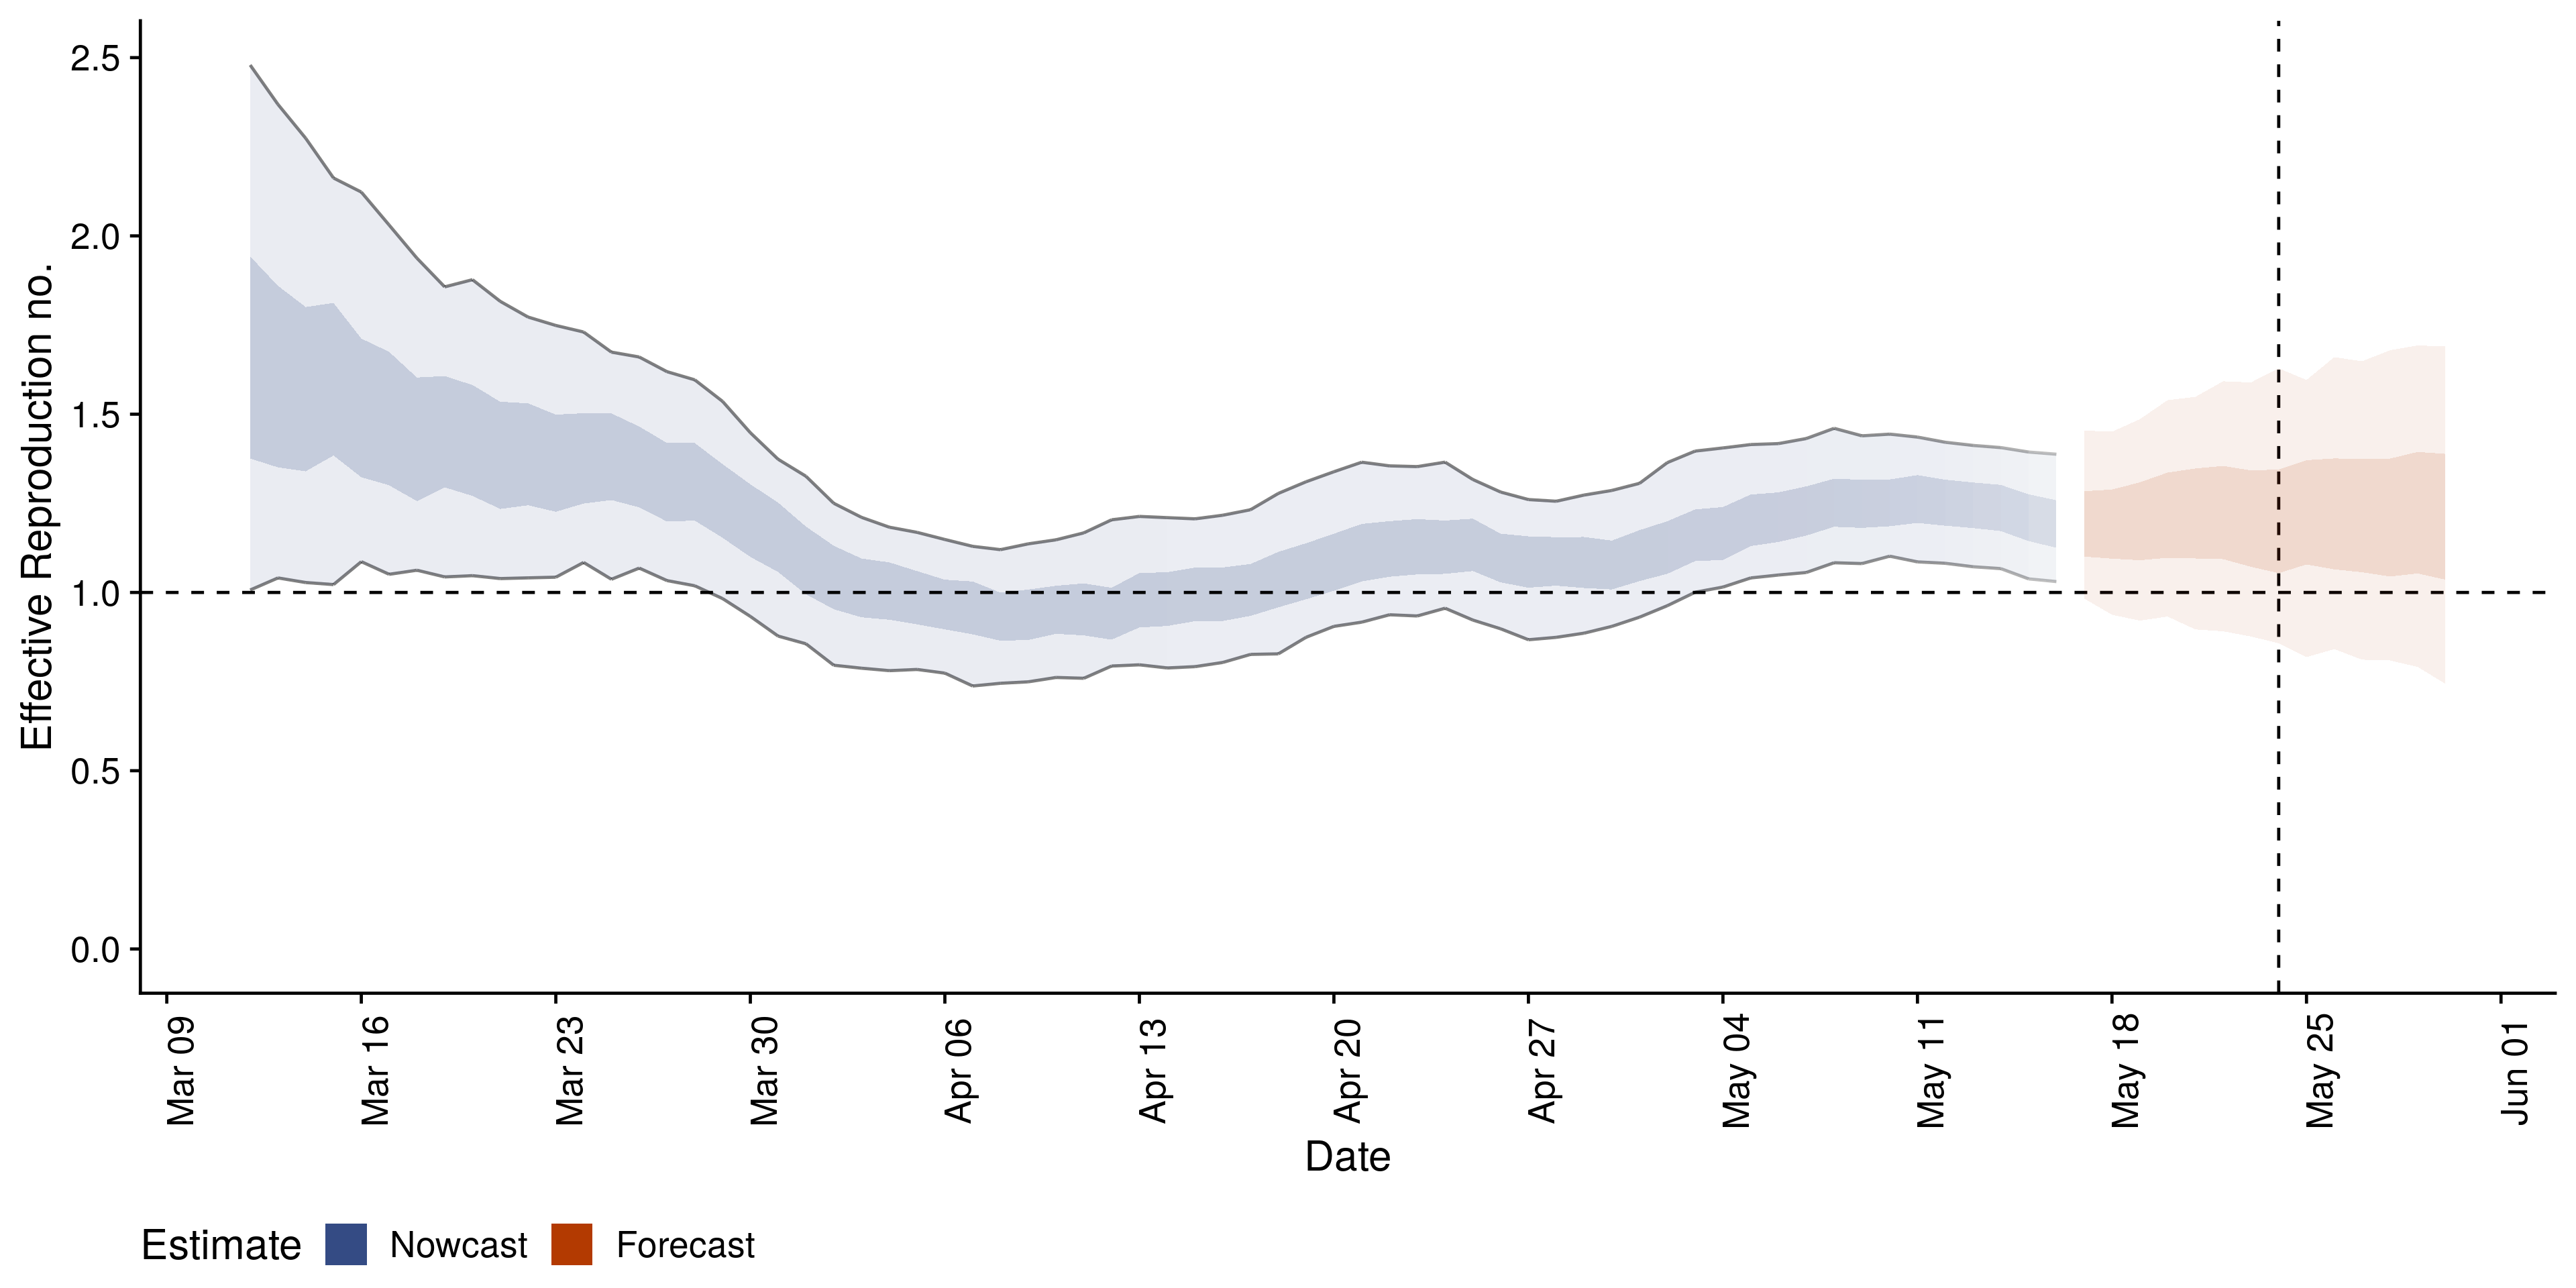 Effective Reproduction no.
2.5
2.0
1.5
1.0
0.5
0.0
Mar 09
Mar 16
Mar 23
Mar 30
Apr 06
Apr 13
Apr 20
Apr 27
May 04
May 11
May 18
May 25
Jun 01
Date
Estimate Nowcast Forecast